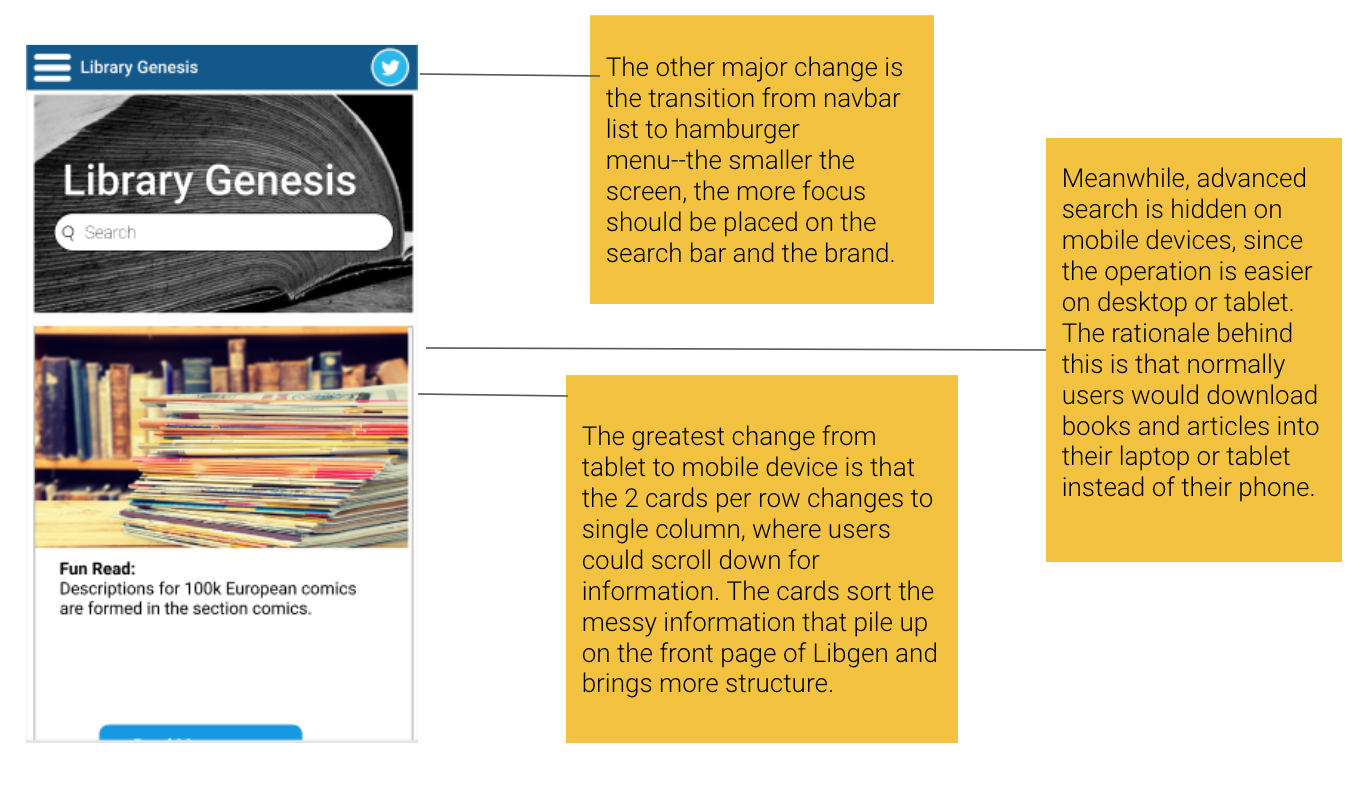 Library Genesis
Library Genesis
Search
Fun Read:
Descriptions for 100k European comics
are formed in the section comics.
The other major change is
the transition from navbar
list to hamburger
menu--the smaller the
screen, the more focus
should be placed on the
search bar and the brand.
The greatest change from
tablet to mobile device is that
the 2 cards per row changes to
single column, where users
could scroll down for
information. The cards sort the
messy information that pile up
on the front page of Libgen and
brings more structure.
Meanwhile, advanced
search is hidden on
mobile devices, since
the operation is easier
on desktop or tablet.
The rationale behind
this is that normally
users would download
books and articles into
their laptop or tablet
instead of their phone.